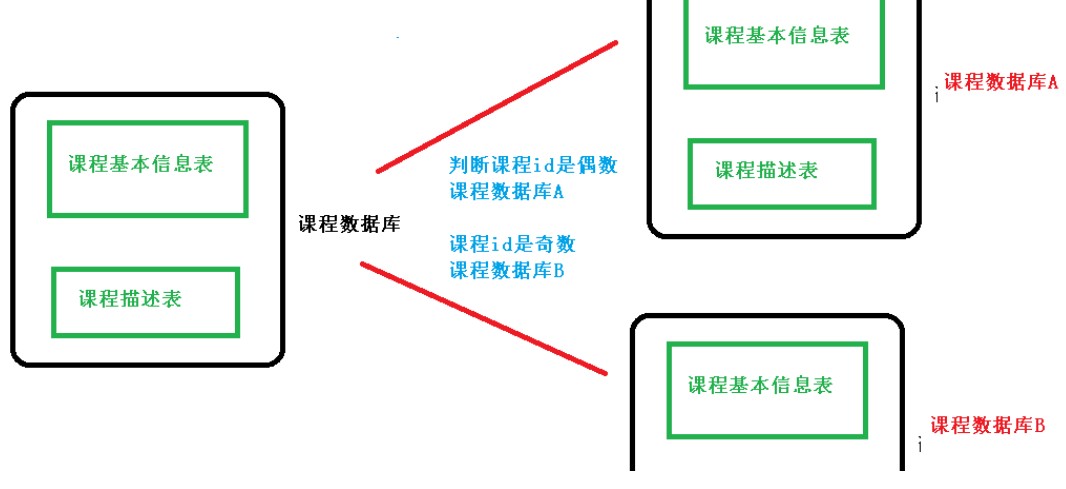 课程基本信息表
课程描述表
课程数据库
判断课程id是偶数
课程数据库A
课程id是奇数
课程数据库B
课程基本信息表
课程描述表
i
课程数据库A
课程基本信息表
i
课程数据库B